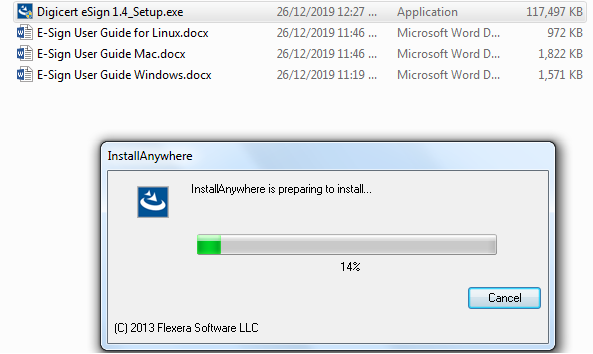 Digicert eSign 1.4_Setup.exe 26/12/2019 12:27 ... Application 117,497 KB
E-Sign User Guide for Linux.docx 26/12/2019 11:46 ... Microsoft Word D... 972 KB
E-Sign User Guide Mac.docx 26/12/2019 11:46 ... Microsoft Word D... 1,822 KB
E-Sign User Guide Windows.docx 26/12/2019 11:19 ... Microsoft Word D... 1,571 KB
InstallAnywhere
InstallAnywhere is preparing to install...
14%
Cancel
(C) 2013 Flexera Software LLC